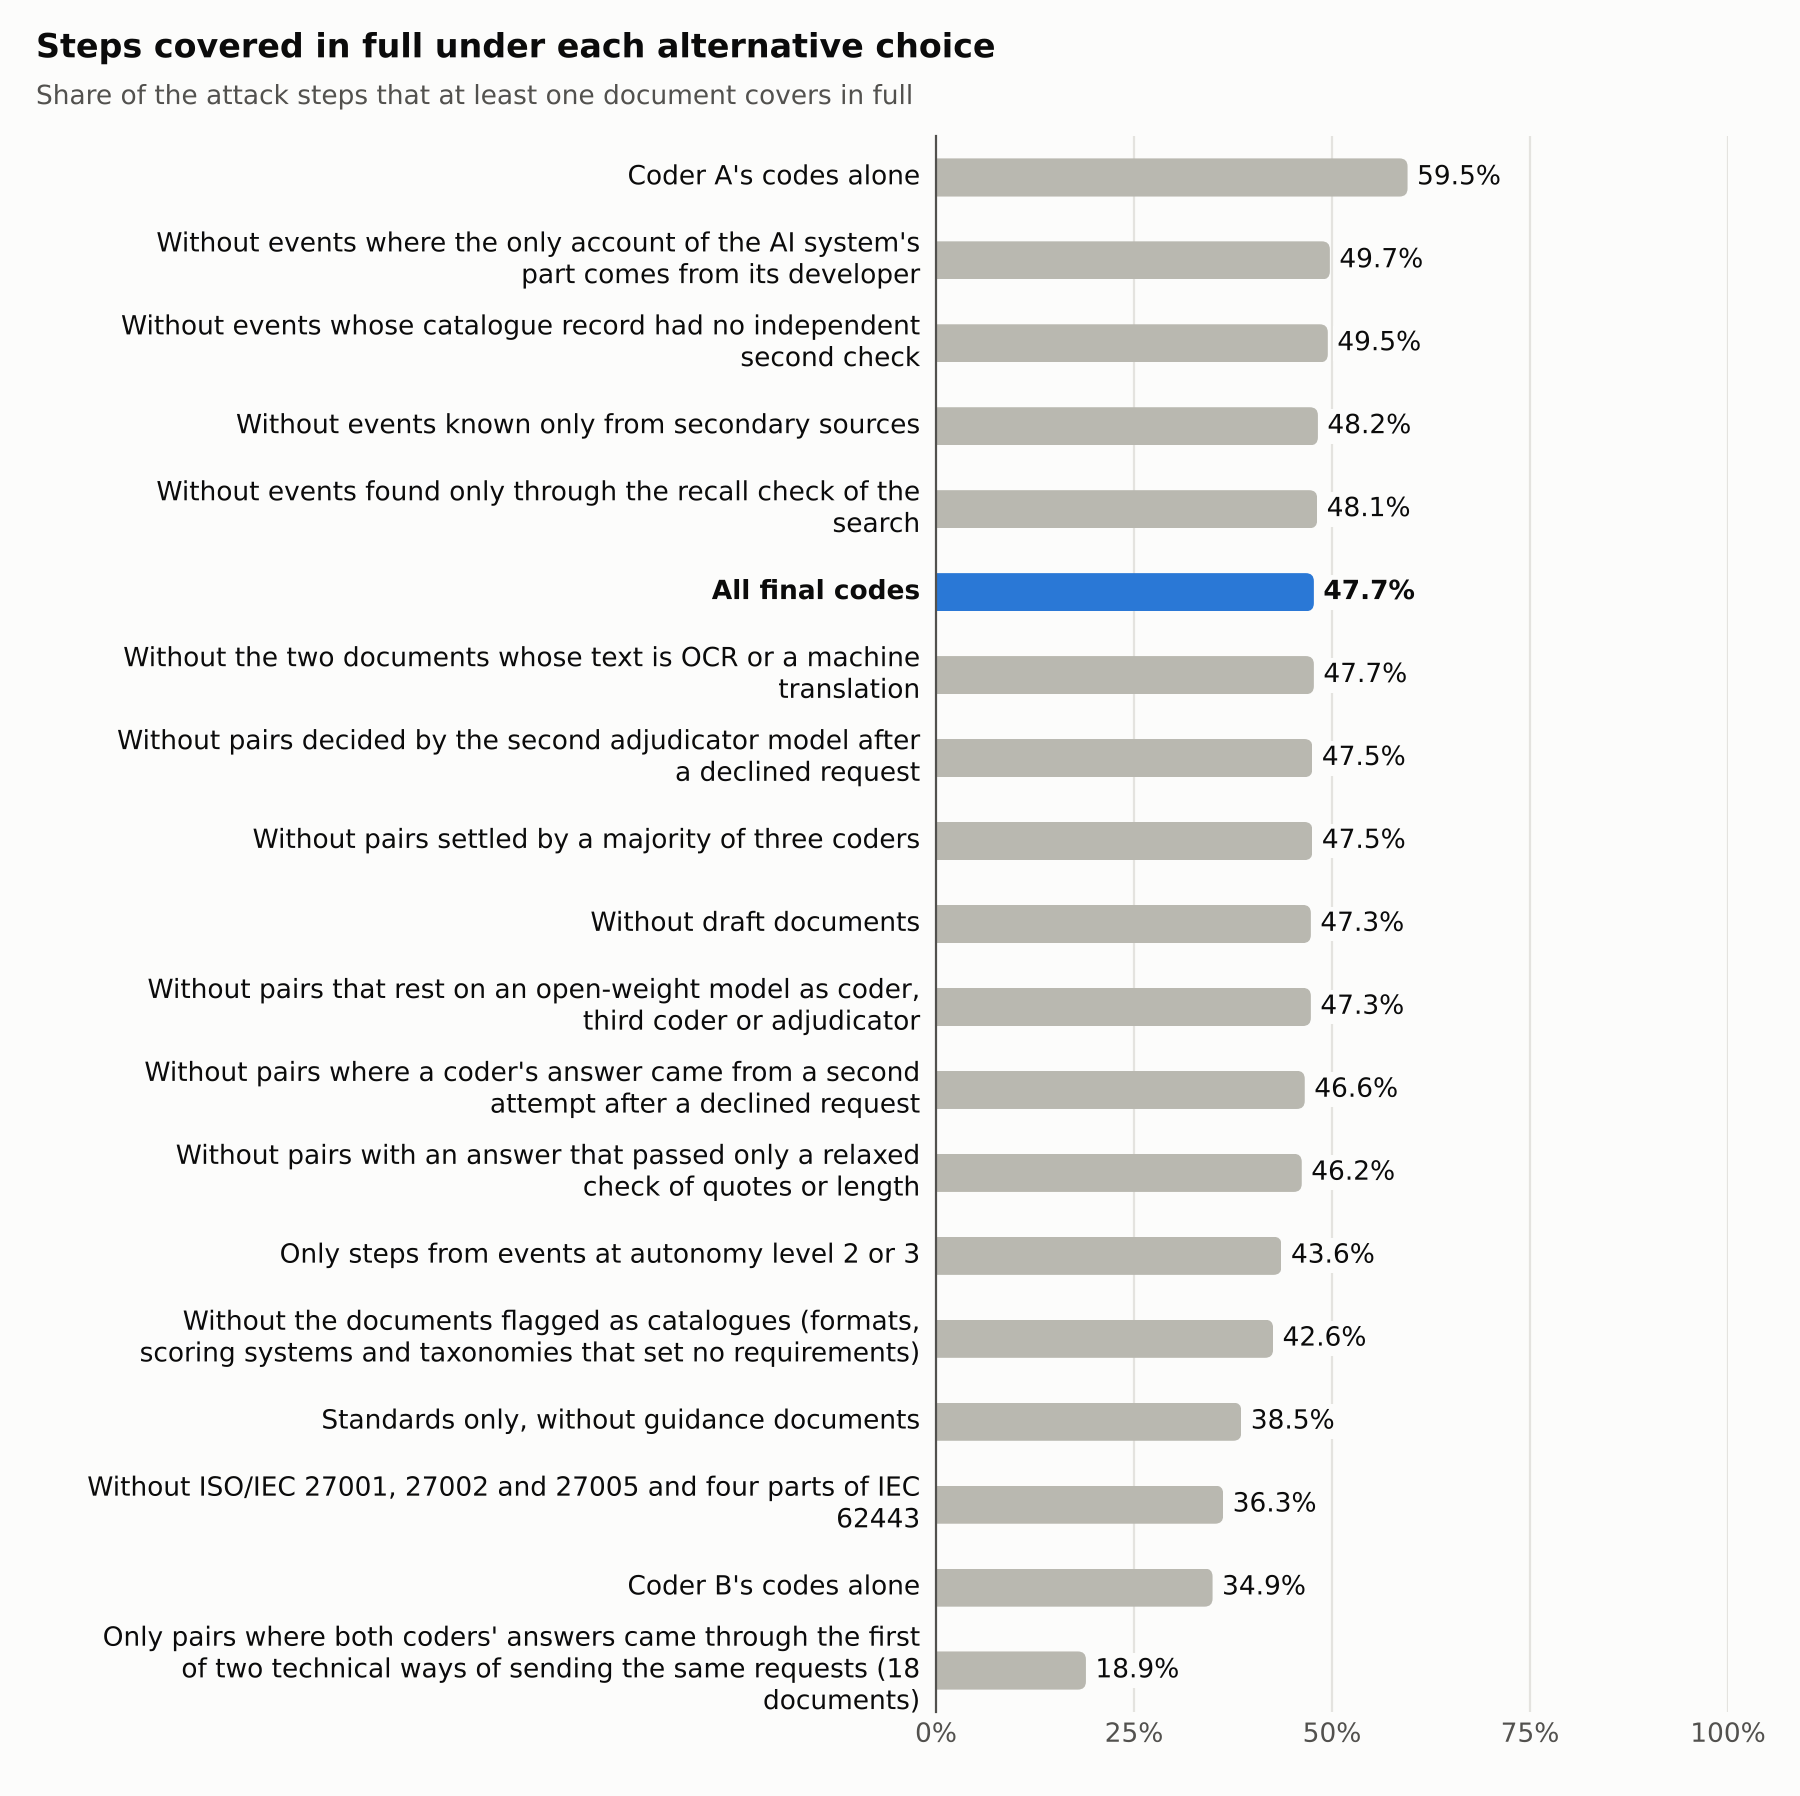 Steps covered in full under each alternative choice
Share of the attack steps that at least one document covers in full
Coder A's codes alone
59.5%
Without events where the only account of the AI system's
part comes from its developer
49.7%
Without events whose catalogue record had no independent
second check
49.5%
Without events known only from secondary sources
48.2%
Without events found only through the recall check of the
search
48.1%
All final codes
47.7%
Without the two documents whose text is OCR or a machine
translation
47.7%
Without pairs decided by the second adjudicator model after
a declined request
47.5%
Without pairs settled by a majority of three coders
47.5%
Without draft documents
47.3%
Without pairs that rest on an open-weight model as coder,
third coder or adjudicator
47.3%
Without pairs where a coder's answer came from a second
attempt after a declined request
46.6%
Without pairs with an answer that passed only a relaxed
check of quotes or length
46.2%
Only steps from events at autonomy level 2 or 3
43.6%
Without the documents flagged as catalogues (formats,
scoring systems and taxonomies that set no requirements)
42.6%
Standards only, without guidance documents
38.5%
Without ISO/IEC 27001, 27002 and 27005 and four parts of IEC
62443
36.3%
Coder B's codes alone
34.9%
Only pairs where both coders' answers came through the first
of two technical ways of sending the same requests (18
documents)
18.9%
0% 25% 50% 75% 100%